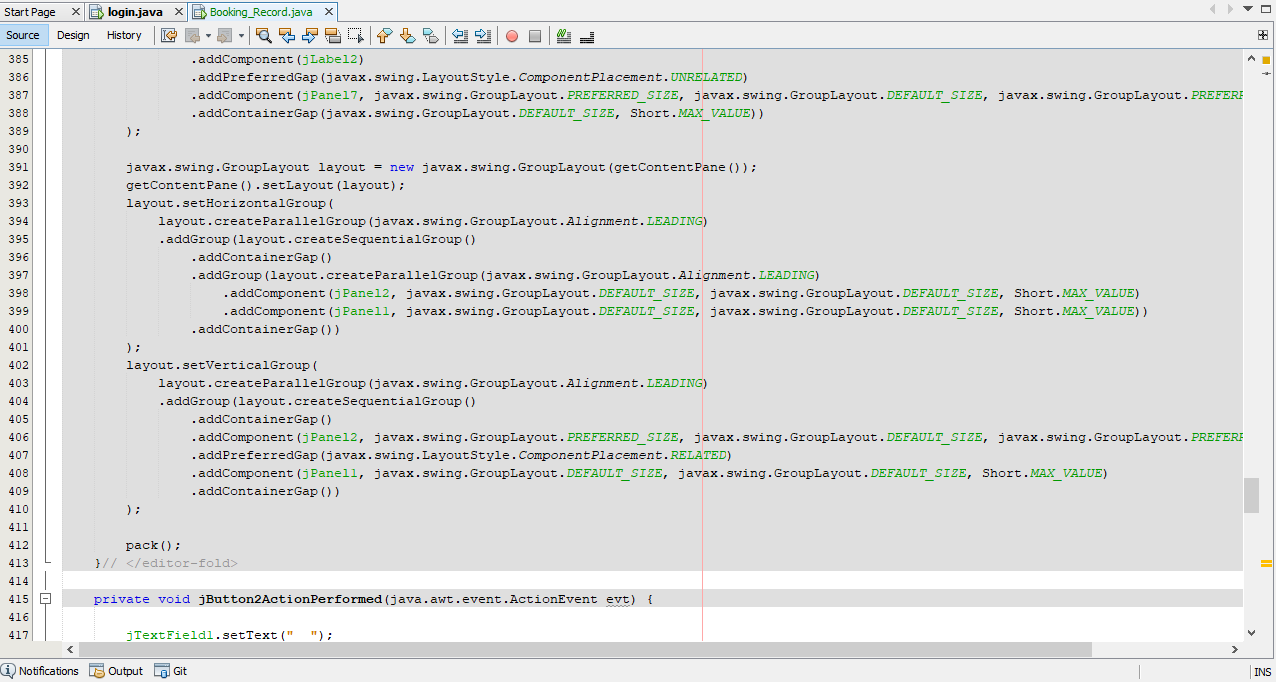 Start Page login.java Booking_Record.java
Source Design History
385 .addComponent(jLabel2)
386 .addPreferredGap(javax.swing.LayoutStyle.ComponentPlacement.UNRELATED)
387 .addComponent(jPanel7, javax.swing.GroupLayout.PREFERRED_SIZE, javax.swing.GroupLayout.DEFAULT_SIZE, javax.swing.GroupLayout.PREFERR
388 .addContainerGap(javax.swing.GroupLayout.DEFAULT_SIZE, Short.MAX_VALUE))
389 );
390
391 javax.swing.GroupLayout layout = new javax.swing.GroupLayout(getContentPane());
392 getContentPane().setLayout(layout);
393 layout.setHorizontalGroup(
394 layout.createParallelGroup(javax.swing.GroupLayout.Alignment.LEADING)
395 .addGroup(layout.createSequentialGroup()
396 .addContainerGap()
397 .addGroup(layout.createParallelGroup(javax.swing.GroupLayout.Alignment.LEADING)
398 .addComponent(jPanel2, javax.swing.GroupLayout.DEFAULT_SIZE, javax.swing.GroupLayout.DEFAULT_SIZE, Short.MAX_VALUE)
399 .addComponent(jPanel1, javax.swing.GroupLayout.DEFAULT_SIZE, javax.swing.GroupLayout.DEFAULT_SIZE, Short.MAX_VALUE))
400 .addContainerGap())
401 );
402 layout.setVerticalGroup(
403 layout.createParallelGroup(javax.swing.GroupLayout.Alignment.LEADING)
404 .addGroup(layout.createSequentialGroup()
405 .addContainerGap()
406 .addComponent(jPanel2, javax.swing.GroupLayout.PREFERRED_SIZE, javax.swing.GroupLayout.DEFAULT_SIZE, javax.swing.GroupLayout.PREFERR
407 .addPreferredGap(javax.swing.LayoutStyle.ComponentPlacement.RELATED)
408 .addComponent(jPanel1, javax.swing.GroupLayout.DEFAULT_SIZE, javax.swing.GroupLayout.DEFAULT_SIZE, Short.MAX_VALUE)
409 .addContainerGap())
410 );
411
412 pack();
413 }// </editor-fold>
414
415 private void jButton2ActionPerformed(java.awt.event.ActionEvent evt) {
416
417 jTextField1.setText("  ");
Notifications Output Git INS